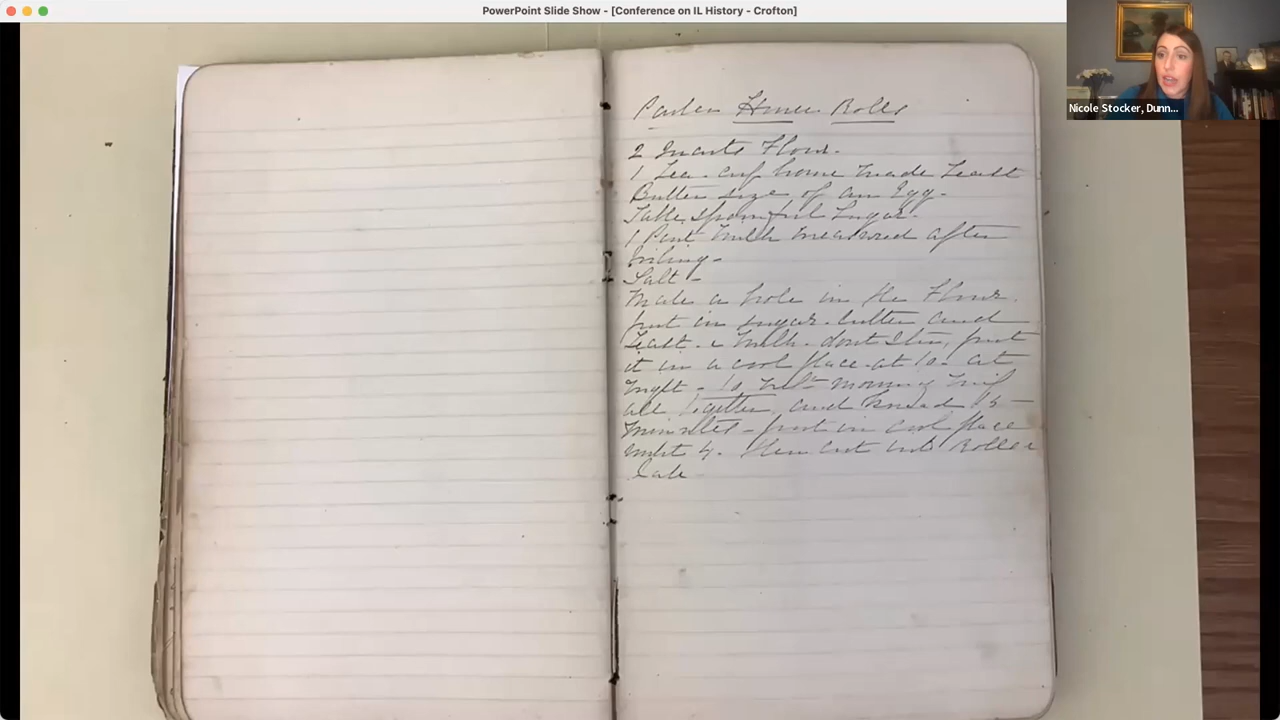 PowerPoint Slide Show - [Conference on IL History - Crofton]
Nicole Stocker, Dunn...
Parker House Rolls
2 Quarts Flour.
1 Tea-cup home made Yeast
Butter size of an Egg.
Table spoonful Sugar.
1 Pint Milk measured after
boiling -
Salt -
Make a hole in the Flour.
put in sugar. butter and
Yeast - & Milk. dont Stir, put
it in a cool place at 10 - at
night - 10 next morning mix
all together, and knead 15 -
minutes - put in cool place
until 4. then cut into Rolls